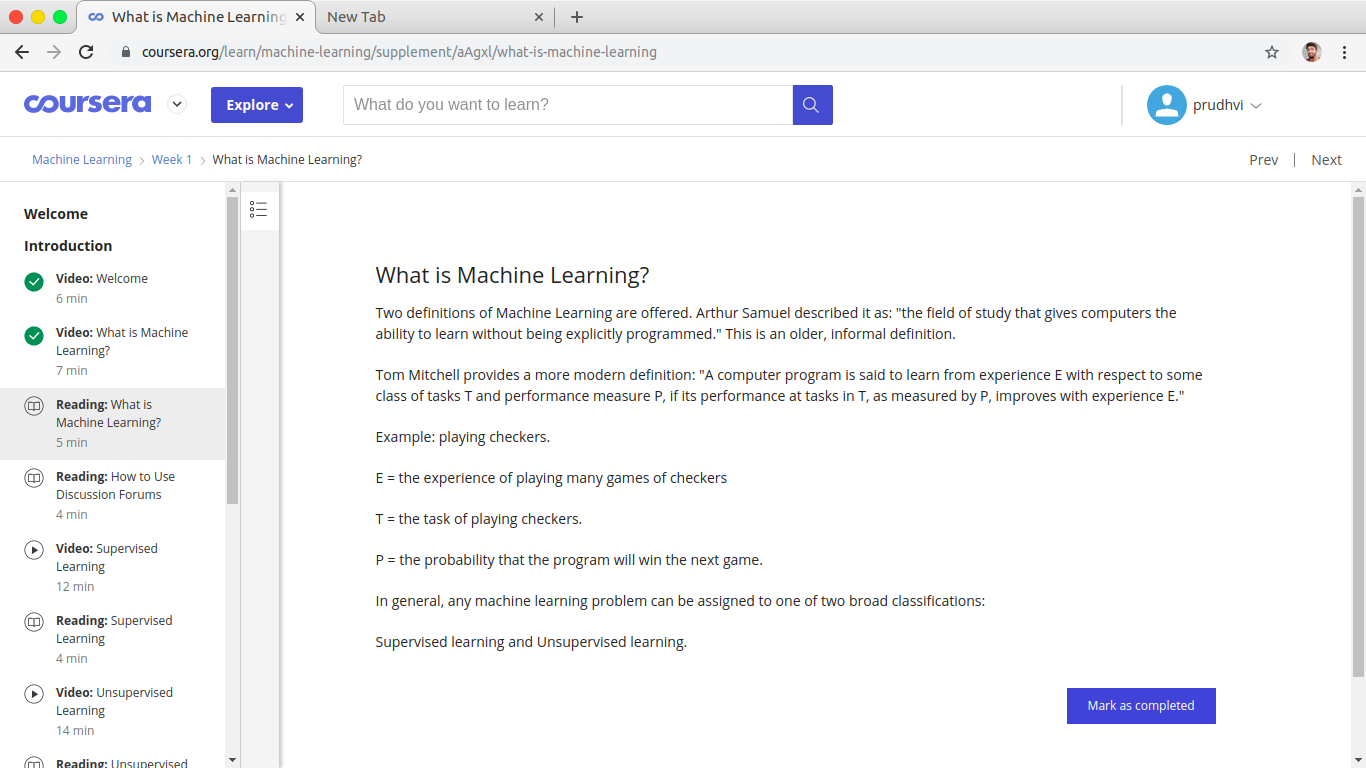 What is Machine Learning
New Tab
coursera.org/learn/machine-learning/supplement/aAgxl/what-is-machine-learning
coursera
Explore
What do you want to learn?
prudhvi
Machine Learning
Week 1
What is Machine Learning?
Prev | Next
Welcome
Introduction
Video: Welcome
6 min
Video: What is Machine
Learning?
7 min
Reading: What is
Machine Learning?
5 min
Reading: How to Use
Discussion Forums
4 min
Video: Supervised
Learning
12 min
Reading: Supervised
Learning
4 min
Video: Unsupervised
Learning
14 min
Reading: Unsupervised
What is Machine Learning?
Two definitions of Machine Learning are offered. Arthur Samuel described it as: "the field of study that gives computers the
ability to learn without being explicitly programmed." This is an older, informal definition.
Tom Mitchell provides a more modern definition: "A computer program is said to learn from experience E with respect to some
class of tasks T and performance measure P, if its performance at tasks in T, as measured by P, improves with experience E."
Example: playing checkers.
E = the experience of playing many games of checkers
T = the task of playing checkers.
P = the probability that the program will win the next game.
In general, any machine learning problem can be assigned to one of two broad classifications:
Supervised learning and Unsupervised learning.
Mark as completed